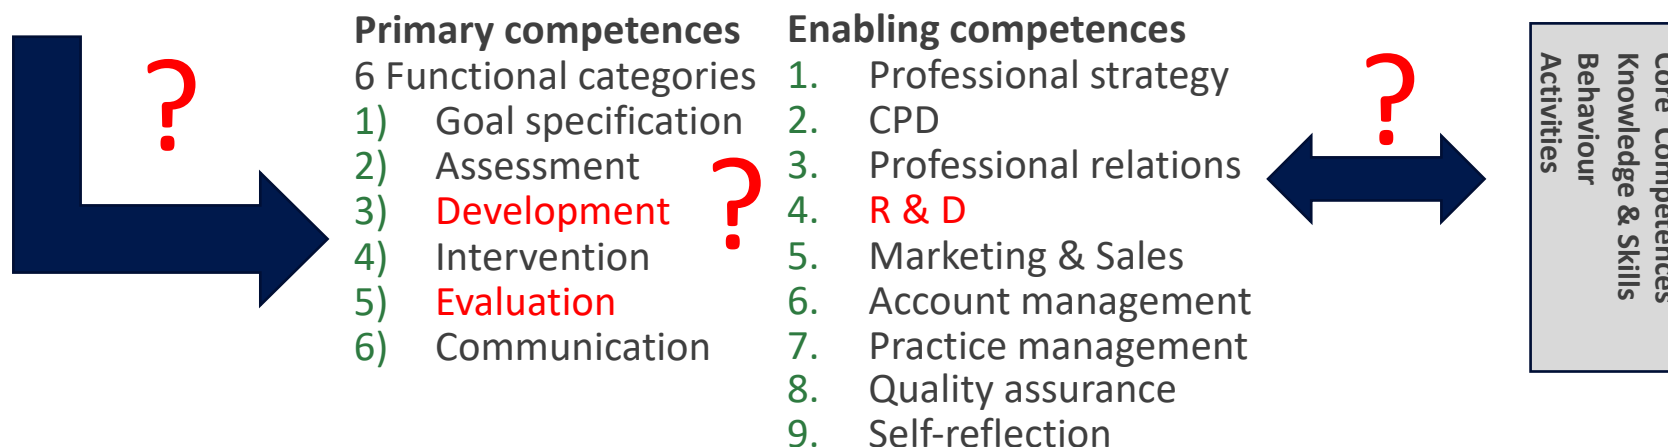 ?
Primary competences
6 Functional categories
1) Goal specification
2) Assessment
3) Development
4) Intervention
5) Evaluation
6) Communication
?
Enabling competences
1. Professional strategy
2. CPD
3. Professional relations
4. R & D
5. Marketing & Sales
6. Account management
7. Practice management
8. Quality assurance
9. Self-reflection
?
Core Competences
Knowledge & Skills
Behaviour
Activities